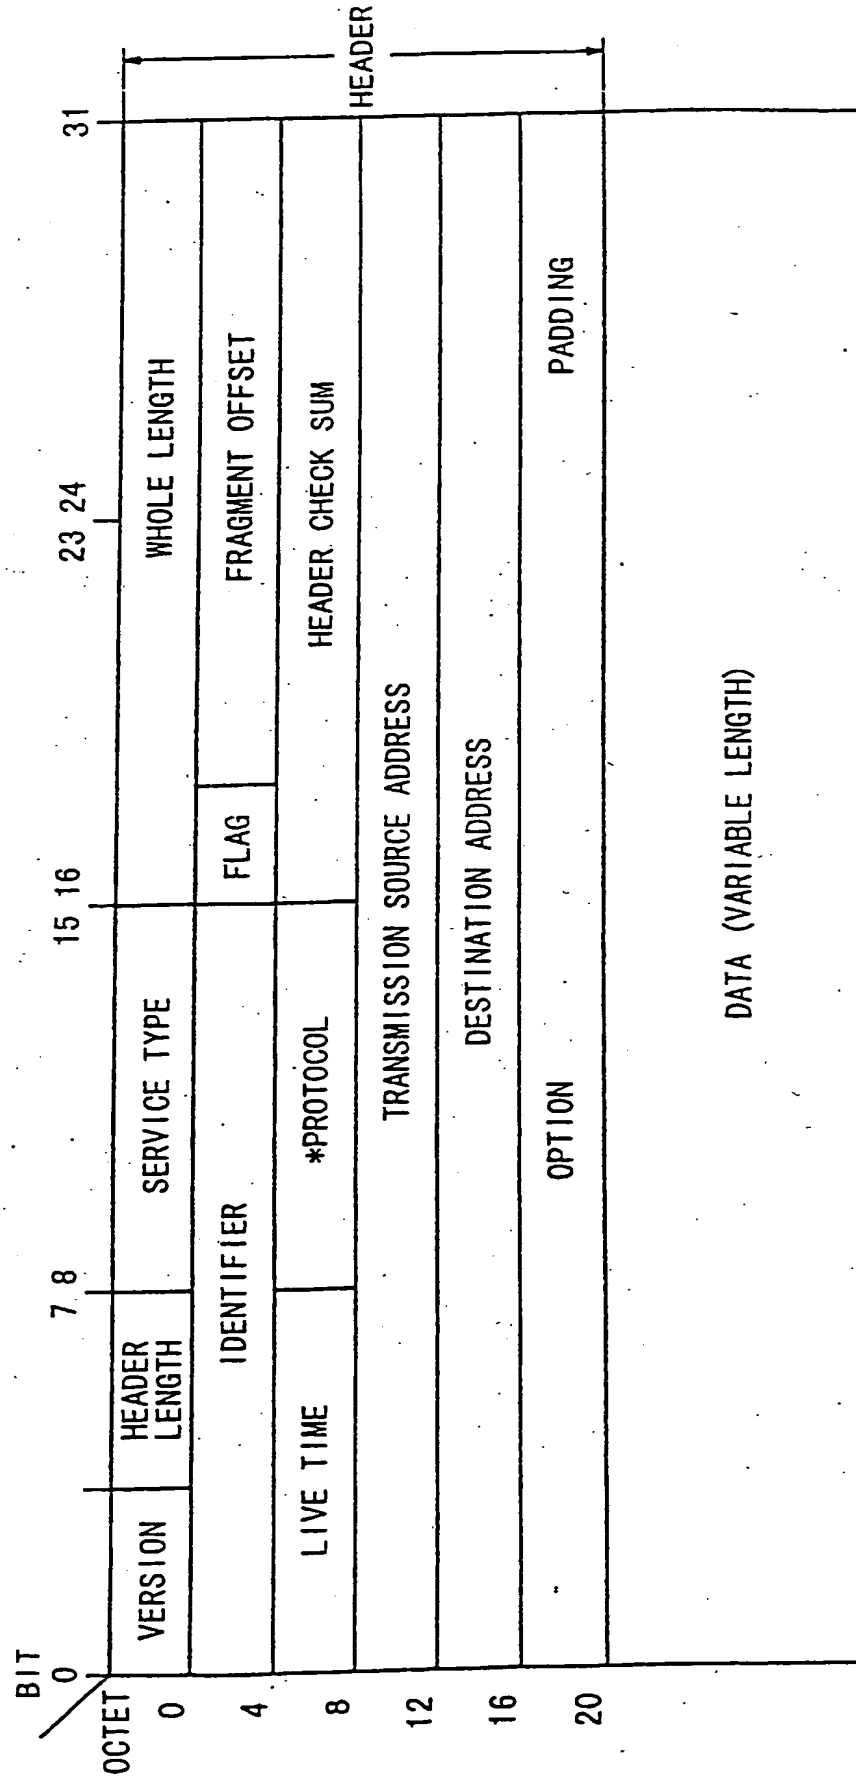 BIT
0 7 8 15 16 23 24 31
OCTET
0 VERSION HEADER LENGTH SERVICE TYPE WHOLE LENGTH
4 IDENTIFIER FLAG FRAGMENT OFFSET
8 LIVE TIME *PROTOCOL HEADER CHECK SUM
12 TRANSMISSION SOURCE ADDRESS
16 DESTINATION ADDRESS
20 OPTION PADDING
HEADER
DATA (VARIABLE LENGTH)